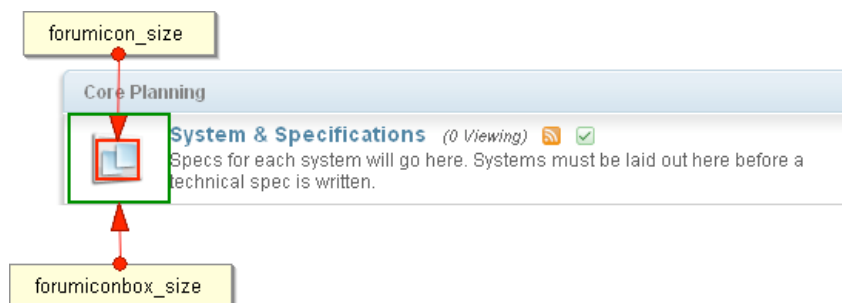 forumicon_size
Core Planning
System & Specifications (0 Viewing)
Specs for each system will go here. Systems must be laid out here before a
technical spec is written.
forumiconbox_size